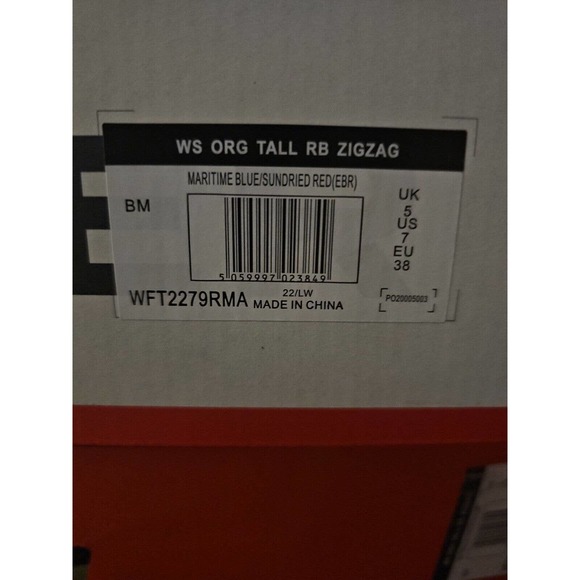 WS ORG TALL RB ZIGZAG
MARITIME BLUE/SUNDRIED RED(EBR)
BM
UK
5
US
7
EU
38
5 059997 023849
22/LW
WFT2279RMA MADE IN CHINA
PO20005003